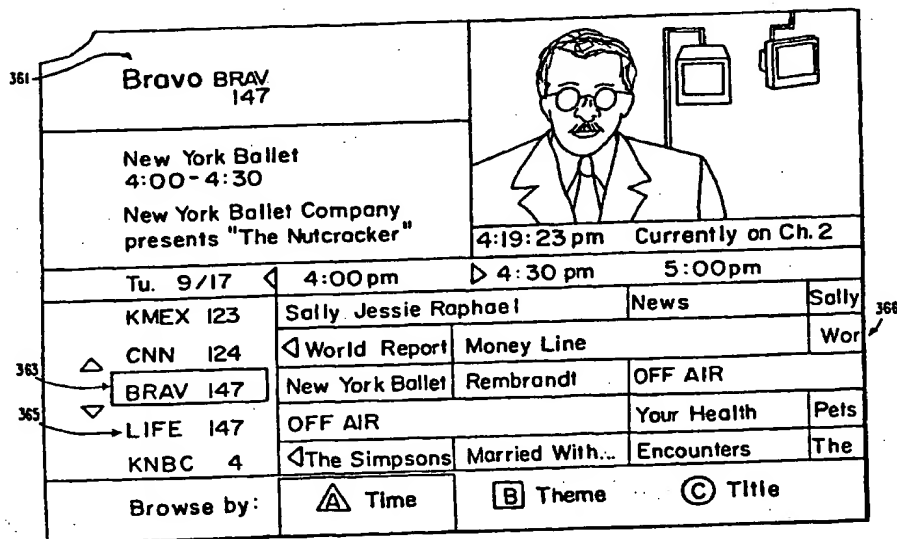 361
Bravo BRAV
147
New York Ballet
4:00-4:30
New York Ballet Company
presents "The Nutcracker"
4:19:23 pm Currently on Ch. 2
Tu. 9/17 4:00 pm 4:30 pm 5:00 pm
KMEX 123 Sally Jessie Raphael News Sally
366
CNN 124 World Report Money Line Wor
363
BRAV 147 New York Ballet Rembrandt OFF AIR
365
LIFE 147 OFF AIR Your Health Pets
KNBC 4 The Simpsons Married With... Encounters The
Browse by: A Time B Theme C Title